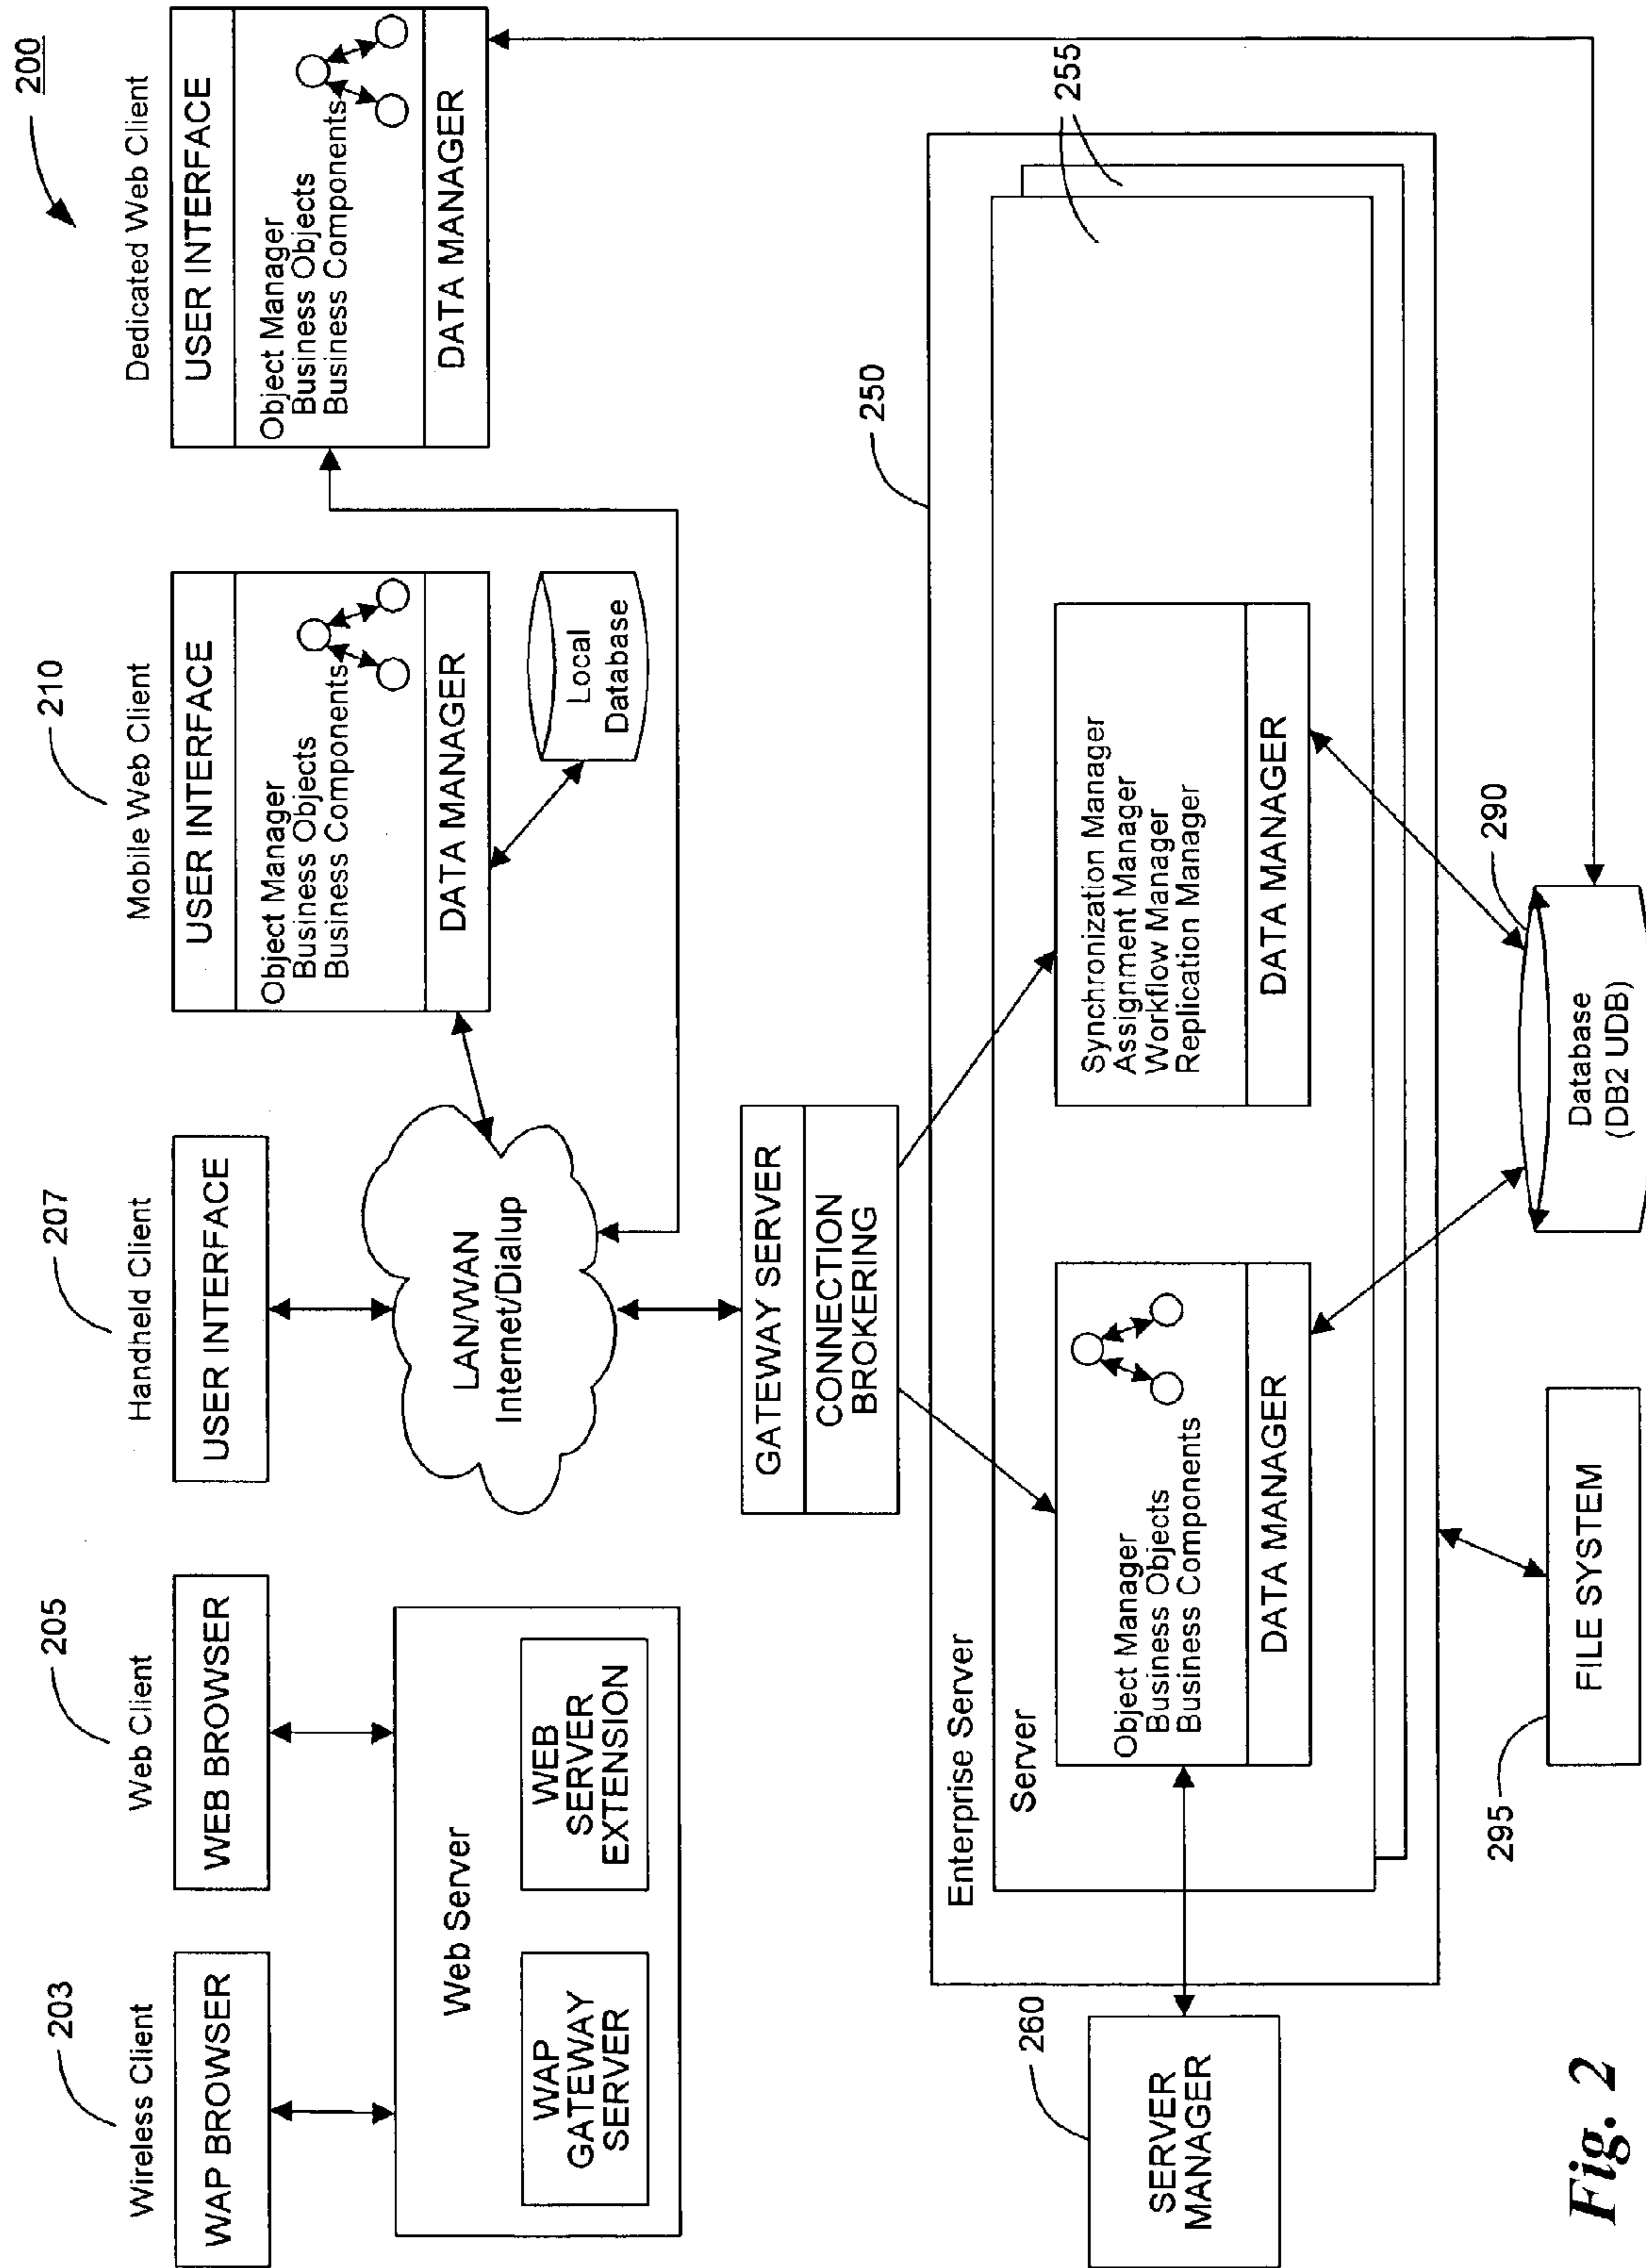 200
203
205
207
210
Wireless Client
Web Client
Handheld Client
Mobile Web Client
Dedicated Web Client
WAP BROWSER
WEB BROWSER
USER INTERFACE
USER INTERFACE
Object Manager
Business Objects
Business Components
DATA MANAGER
USER INTERFACE
Object Manager
Business Objects
Business Components
DATA MANAGER
Web Server
WAP
GATEWAY
SERVER
WEB
SERVER
EXTENSION
LAN/WAN
Internet/Dialup
Local
Database
GATEWAY SERVER
CONNECTION
BROKERING
250
Enterprise Server
255
Server
260
SERVER
MANAGER
Object Manager
Business Objects
Business Components
DATA MANAGER
Synchronization Manager
Assignment Manager
Workflow Manager
Replication Manager
DATA MANAGER
295
FILE SYSTEM
290
Database
(DB2 UDB)
Fig. 2